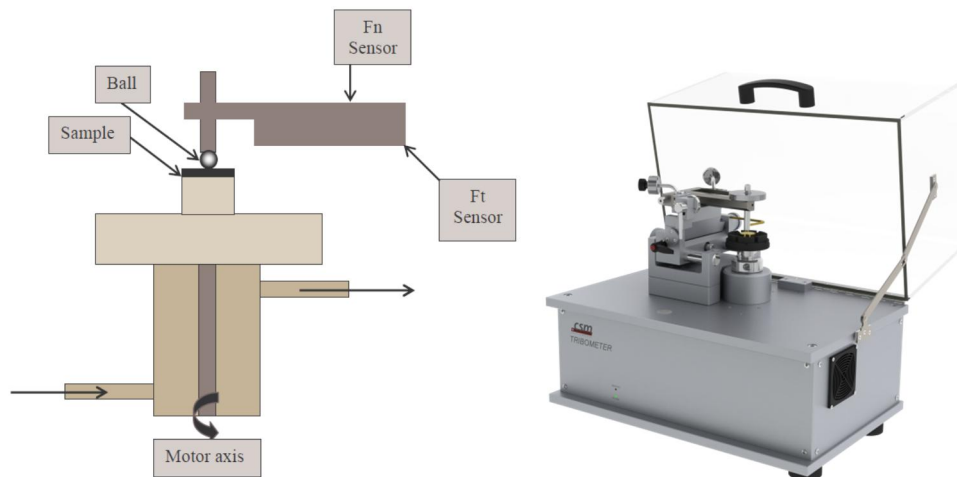 Fn
Sensor
Ball
Sample
Ft
Sensor
Motor axis
csm
TRIBOMETER